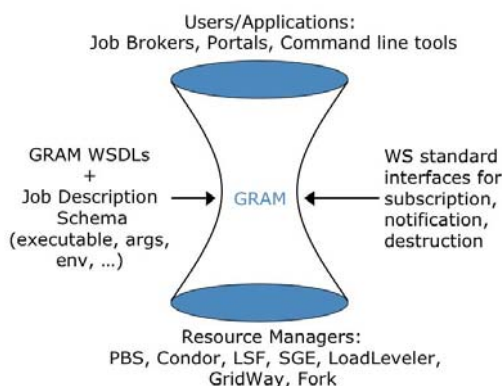 Users/Applications:
Job Brokers, Portals, Command line tools
GRAM WSDLs
+
Job Description
Schema
(executable, args,
env, ...)
GRAM
WS standard
interfaces for
subscription,
notification,
destruction
Resource Managers:
PBS, Condor, LSF, SGE, LoadLeveler,
GridWay, Fork